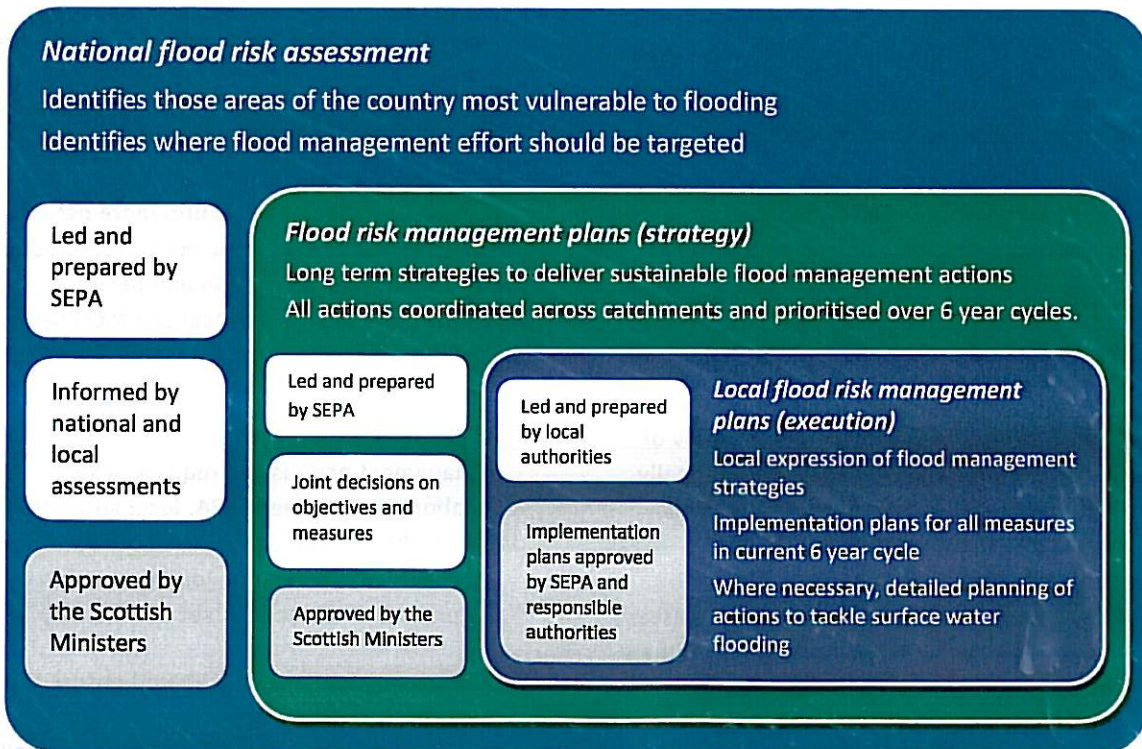 National flood risk assessment
Identifies those areas of the country most vulnerable to flooding
Identifies where flood management effort should be targeted
Led and
prepared by
SEPA
Informed by
national and
local
assessments
Approved by
the Scottish
Ministers
Flood risk management plans (strategy)
Long term strategies to deliver sustainable flood management actions
All actions coordinated across catchments and prioritised over 6 year cycles.
Led and prepared
by SEPA
Joint decisions on
objectives and
measures
Approved by the
Scottish Ministers
Led and prepared
by local
authorities
Implementation
plans approved
by SEPA and
responsible
authorities
Local flood risk management
plans (execution)
Local expression of flood management
strategies
Implementation plans for all measures
in current 6 year cycle
Where necessary, detailed planning of
actions to tackle surface water
flooding